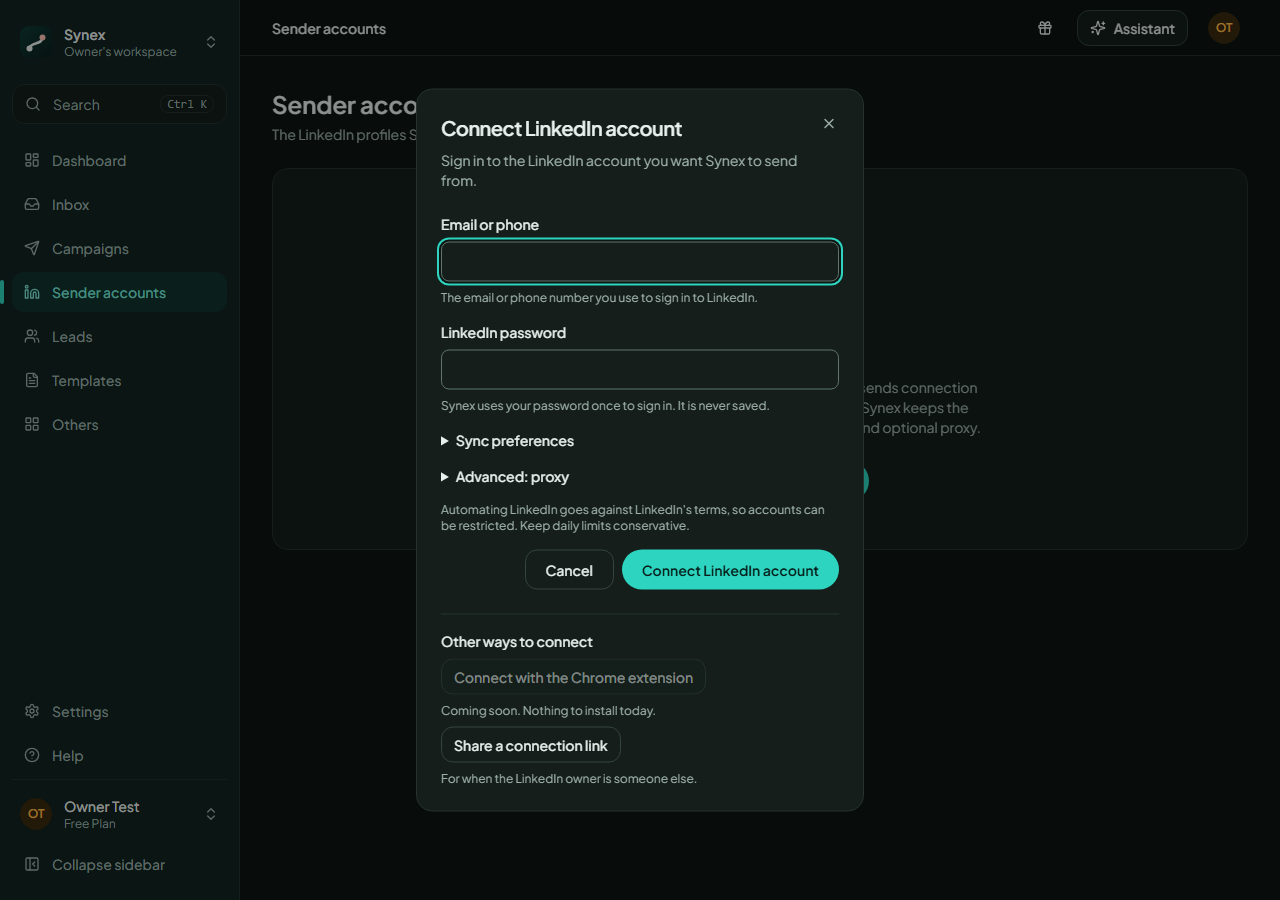 Synex
Owner's workspace
Search
Ctrl K
Dashboard
Inbox
Campaigns
Sender accounts
Leads
Templates
Others
Settings
Help
OT
Owner Test
Free Plan
Collapse sidebar
Sender accounts
Assistant
OT
Sender acco
The LinkedIn profiles S
sends connection
Synex keeps the
nd optional proxy.
Connect LinkedIn account
Sign in to the LinkedIn account you want Synex to send
from.
Email or phone
The email or phone number you use to sign in to LinkedIn.
LinkedIn password
Synex uses your password once to sign in. It is never saved.
Sync preferences
Advanced: proxy
Automating LinkedIn goes against LinkedIn's terms, so accounts can
be restricted. Keep daily limits conservative.
Cancel
Connect LinkedIn account
Other ways to connect
Connect with the Chrome extension
Coming soon. Nothing to install today.
Share a connection link
For when the LinkedIn owner is someone else.